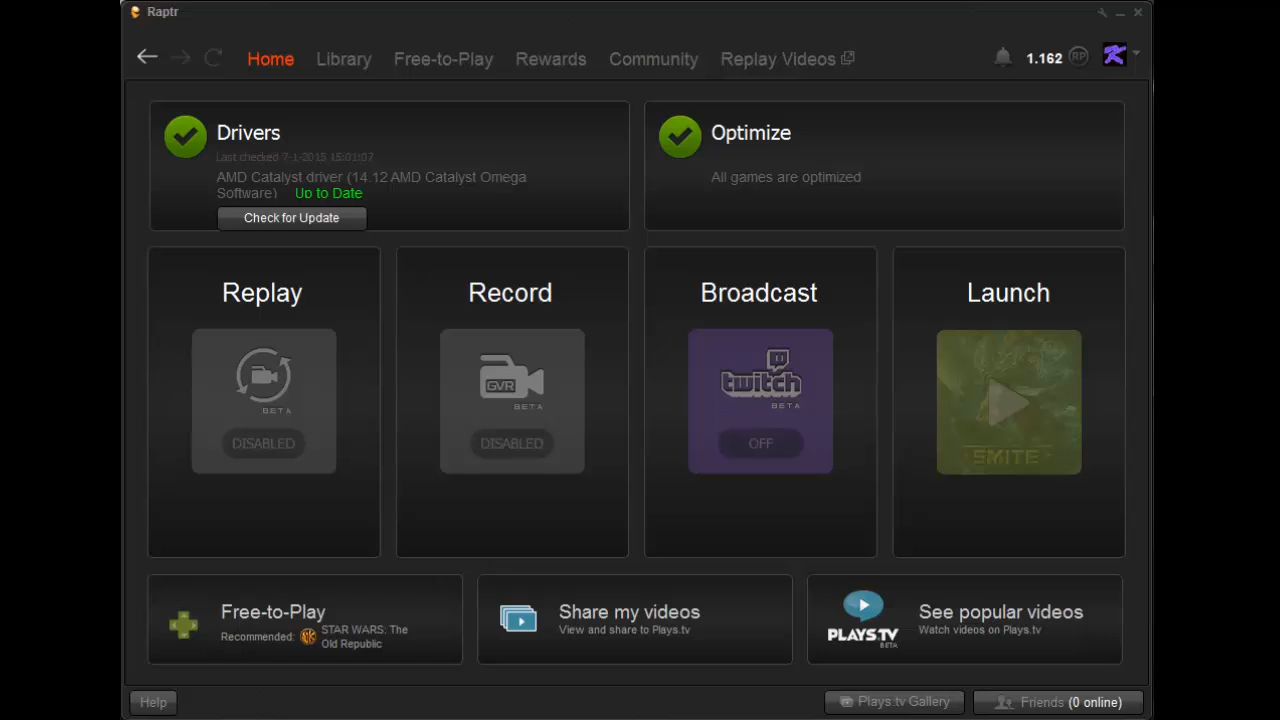 Raptr
Home Library Free-to-Play Rewards Community Replay Videos
1.162 RP
Drivers
Last checked 7-1-2015 15:01:07
AMD Catalyst driver (14.12 AMD Catalyst Omega
Software) Up to Date
Check for Update
Optimize
All games are optimized
Replay
BETA
DISABLED
Record
GVR
BETA
DISABLED
Broadcast
twitch
BETA
OFF
Launch
SMITE
Free-to-Play
Recommended: STAR WARS: The
Old Republic
Share my videos
View and share to Plays.tv
PLAYS.TV
BETA
See popular videos
Watch videos on Plays.tv
Help
Plays.tv Gallery
Friends (0 online)